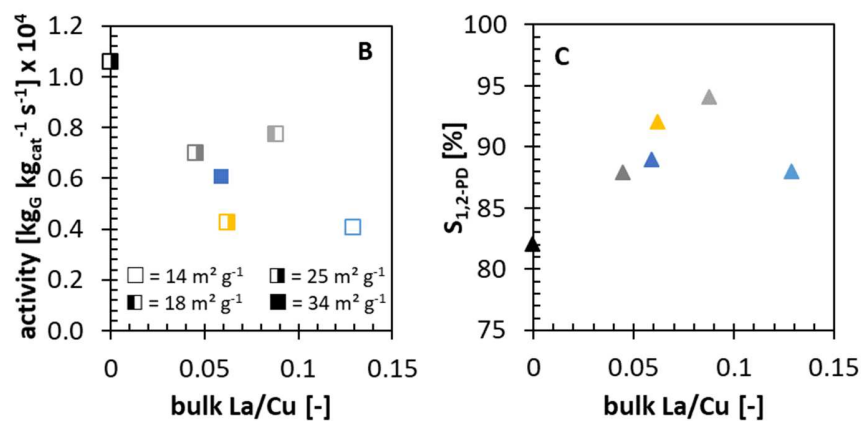 B
activity [kg_G kg_cat⁻¹ s⁻¹] x 10⁴
1.2
1.0
0.8
0.6
0.4
0.2
0.0
= 14 m² g⁻¹
= 25 m² g⁻¹
= 18 m² g⁻¹
= 34 m² g⁻¹
0
0.05
0.1
0.15
bulk La/Cu [-]
C
S_1,2-PD [%]
100
95
90
85
80
75
0
0.05
0.1
0.15
bulk La/Cu [-]